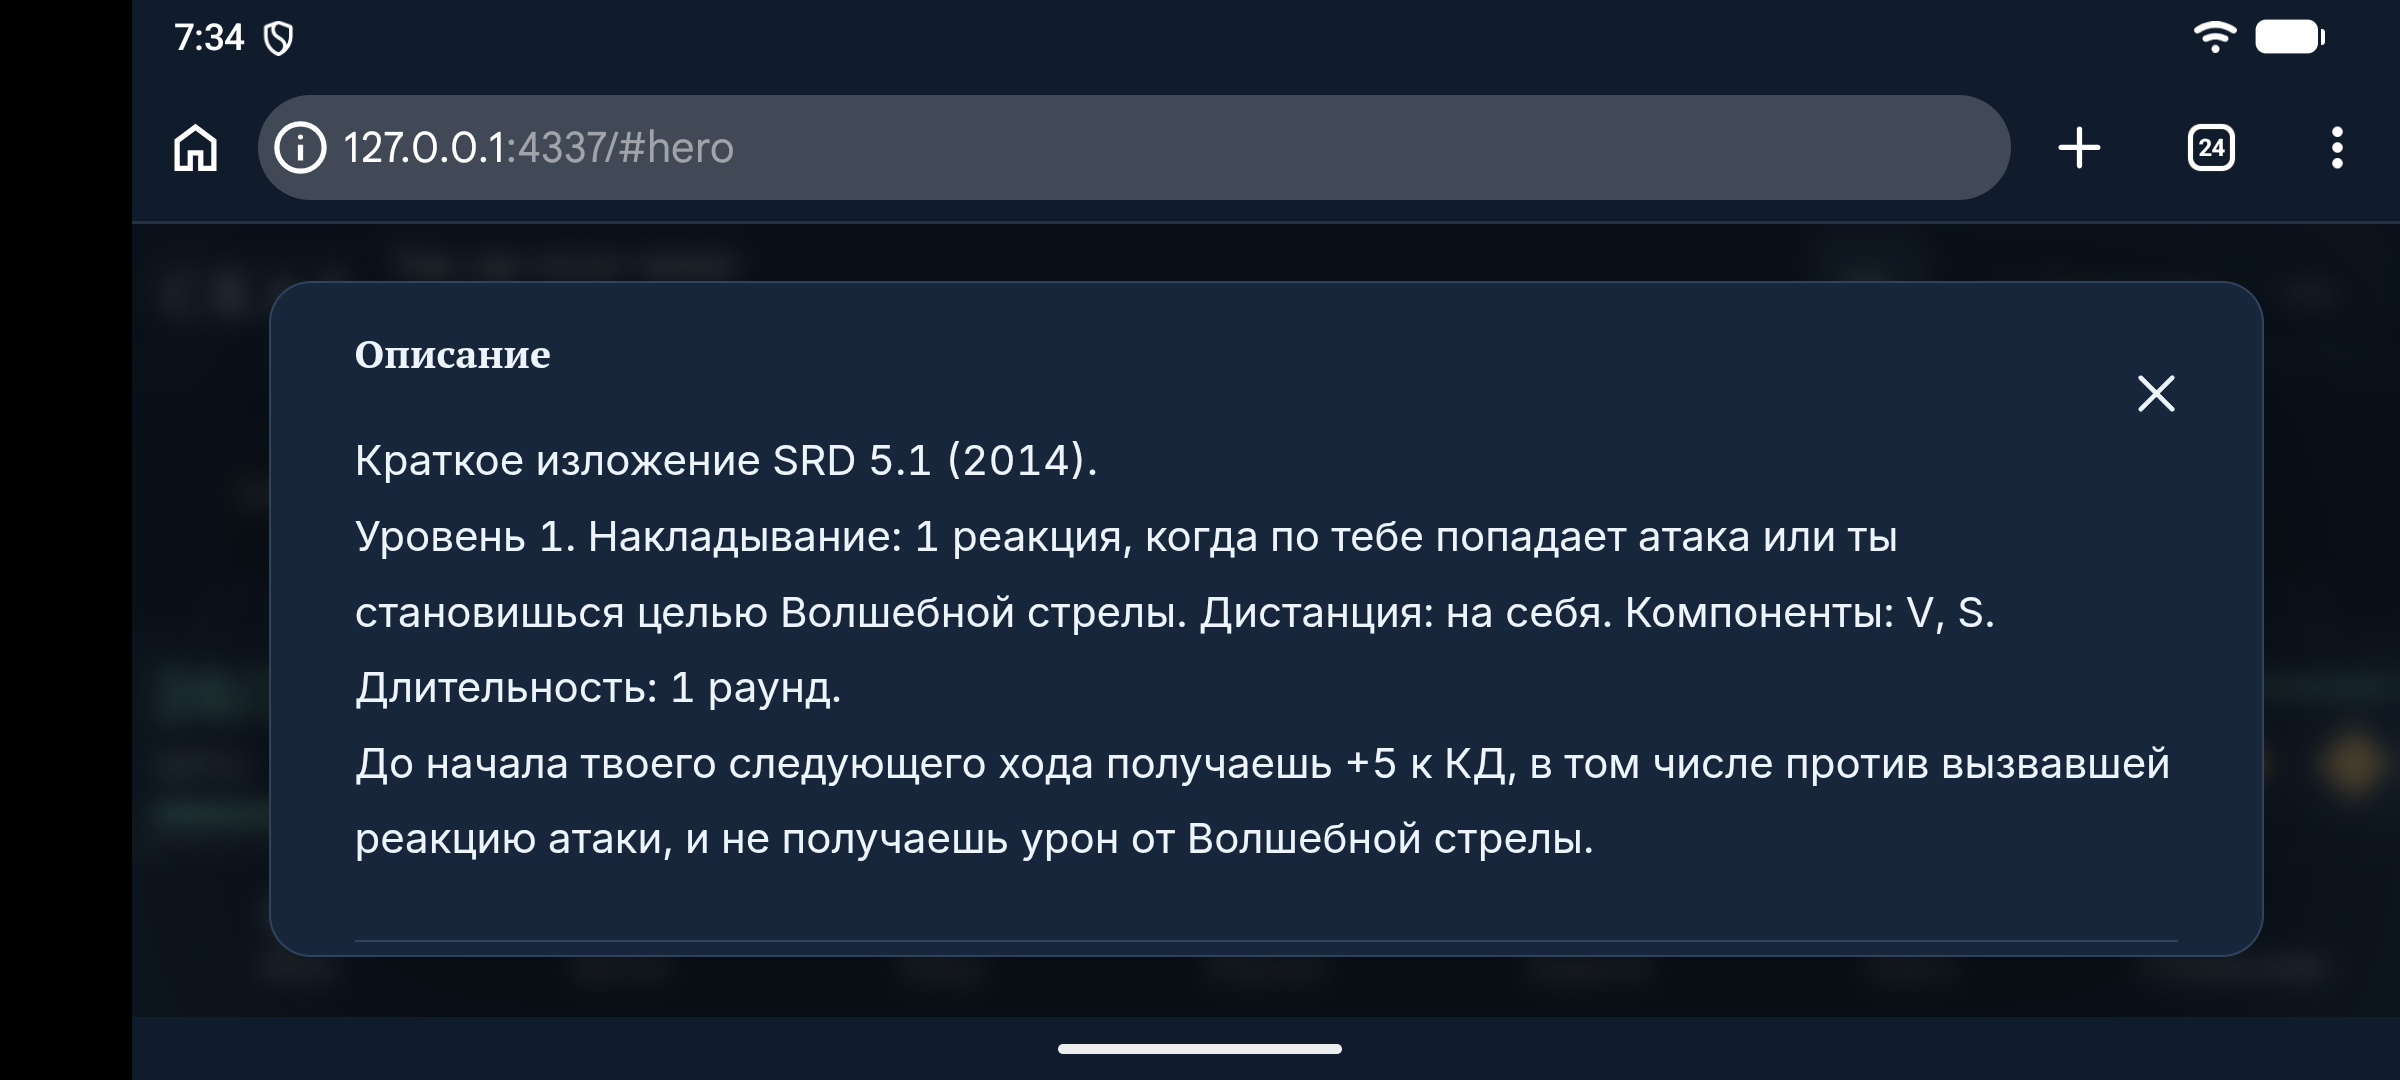 7:34
127.0.0.1:4337/#hero
24
Описание
Краткое изложение SRD 5.1 (2014).
Уровень 1. Накладывание: 1 реакция, когда по тебе попадает атака или ты
становишься целью Волшебной стрелы. Дистанция: на себя. Компоненты: V, S.
Длительность: 1 раунд.
До начала твоего следующего хода получаешь +5 к КД, в том числе против вызвавшей
реакцию атаки, и не получаешь урон от Волшебной стрелы.